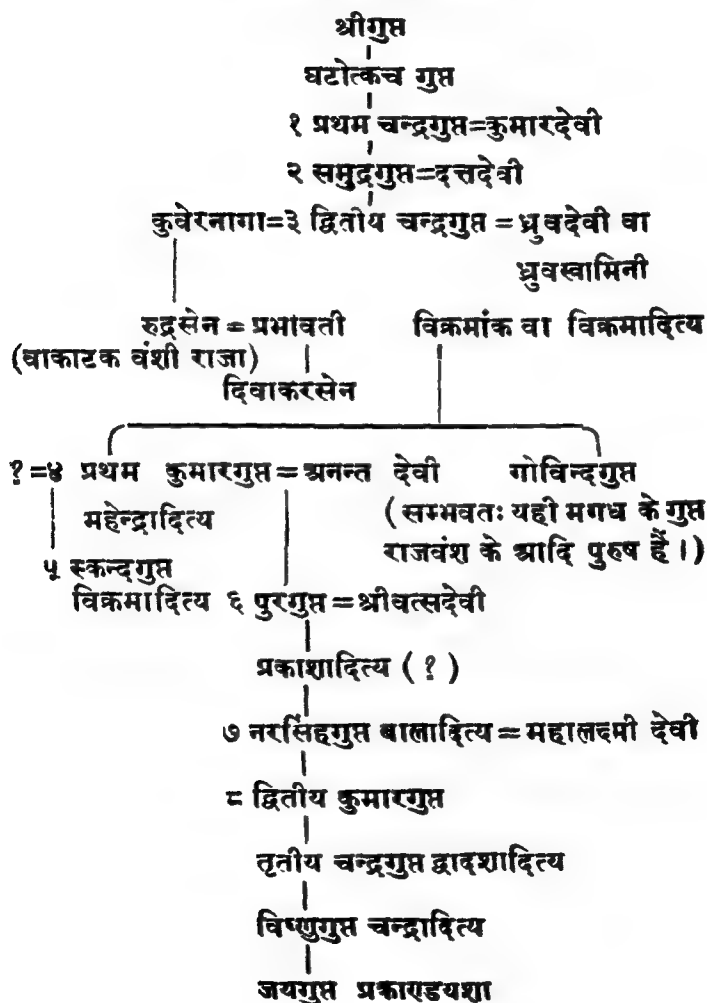 श्रीगुप्त
घटोत्कच गुप्त
१ प्रथम चन्द्रगुप्त=कुमारदेवी
२ समुद्रगुप्त=दत्तदेवी
कुवेरनागा=३ द्वितीय चन्द्रगुप्त = ध्रुवदेवी वा
ध्रुवस्वामिनी
रुद्रसेन = प्रभावती विक्रमांक वा विक्रमादित्य
(वाकाटक वंशी राजा)
दिवाकरसेन
?=४ प्रथम कुमारगुप्त=अनन्त देवी गोविन्दगुप्त
महेन्द्रादित्य (सम्भवतः यही मगध के गुप्त
राजवंश के आदि पुरुष हैं।)
५ स्कन्दगुप्त
विक्रमादित्य ६ पुरगुप्त=श्रीवत्सदेवी
प्रकाशादित्य (?)
७ नरसिंहगुप्त बालादित्य=महालक्ष्मी देवी
८ द्वितीय कुमारगुप्त
तृतीय चन्द्रगुप्त द्वादशादित्य
विष्णुगुप्त चन्द्रादित्य
जयगुप्त प्रकाण्डयशा